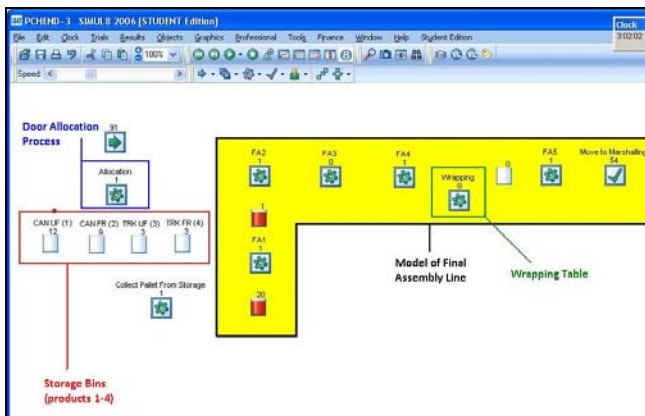 PCHEND~3 - SIMUL8 2006 [STUDENT Edition]
File Edit Clock Trials Results Objects Graphics Professional Tools Finance Window Help Student Edition
Clock
3:02:02
100%
Speed
Door Allocation
Process
91
Allocation
1
CAN UF (1)
12
CAN FR (2)
9
TRK UF (3)
3
TRK FR (4)
3
Collect Pallet From Storage
1
Storage Bins
(products 1-4)
FA2
1
1
FA1
1
20
FA3
0
FA4
1
Wrapping
0
0
FA5
1
Move to Marshalling
54
Model of Final
Assembly Line
Wrapping Table